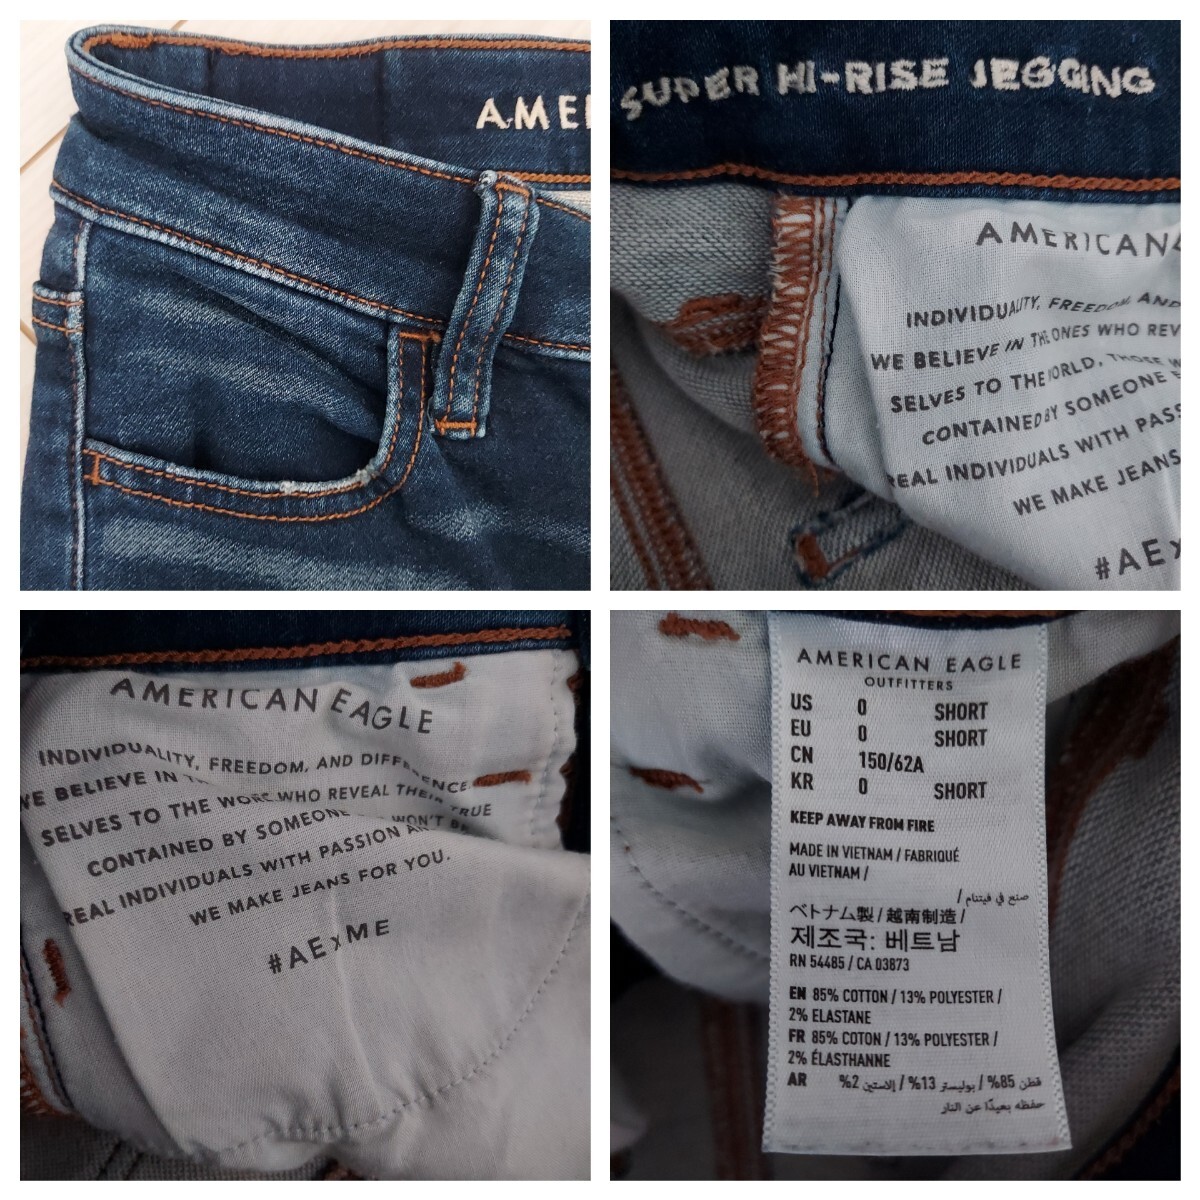 AME
SUPER HI-RISE JEGGING
AMERICAN
INDIVIDUALITY, FREEDOM, AND
WE BELIEVE IN THE ONES WHO REV
SELVES TO THE WORLD, THOSE W
CONTAINED BY SOMEONE
REAL INDIVIDUALS WITH PASS
WE MAKE JEANS
#AEx
AMERICAN EAGLE
INDIVIDUALITY, FREEDOM, AND DIFFERENCE.
WE BELIEVE IN WHO REVEAL THEIR TRUE
SELVES TO THE WON'T BE
CONTAINED BY SOMEONE
REAL INDIVIDUALS WITH PASSION
WE MAKE JEANS FOR YOU.
#AExME
AMERICAN EAGLE
OUTFITTERS
US 0 SHORT
EU 0 SHORT
CN 150/62A
KR 0 SHORT
KEEP AWAY FROM FIRE
MADE IN VIETNAM / FABRIQUÉ
AU VIETNAM /
صنع في فيتنام /
ベトナム製 / 越南制造 /
제조국: 베트남
RN 54485 / CA 03873
EN 85% COTTON / 13% POLYESTER /
2% ELASTANE
FR 85% COTON / 13% POLYESTER /
2% ÉLASTHANNE
AR قطن 85% / بوليستر 13% / إلاستين 2%
حفظه بعيدًا عن النار